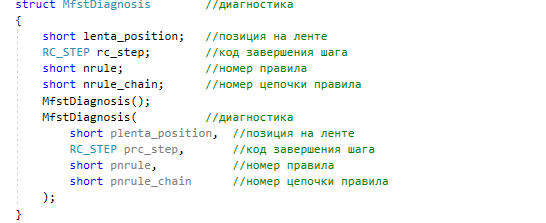 struct MfstDiagnosis //диагностика
{
short lenta_position; //позиция на ленте
RC_STEP rc_step; //код завершения шага
short nrule; //номер правила
short nrule_chain; //номер цепочки правила
MfstDiagnosis();
MfstDiagnosis( //диагностика
short plenta_position, //позиция на ленте
RC_STEP prc_step, //код завершения шага
short pnrule, //номер правила
short pnrule_chain //номер цепочки правила
);
}